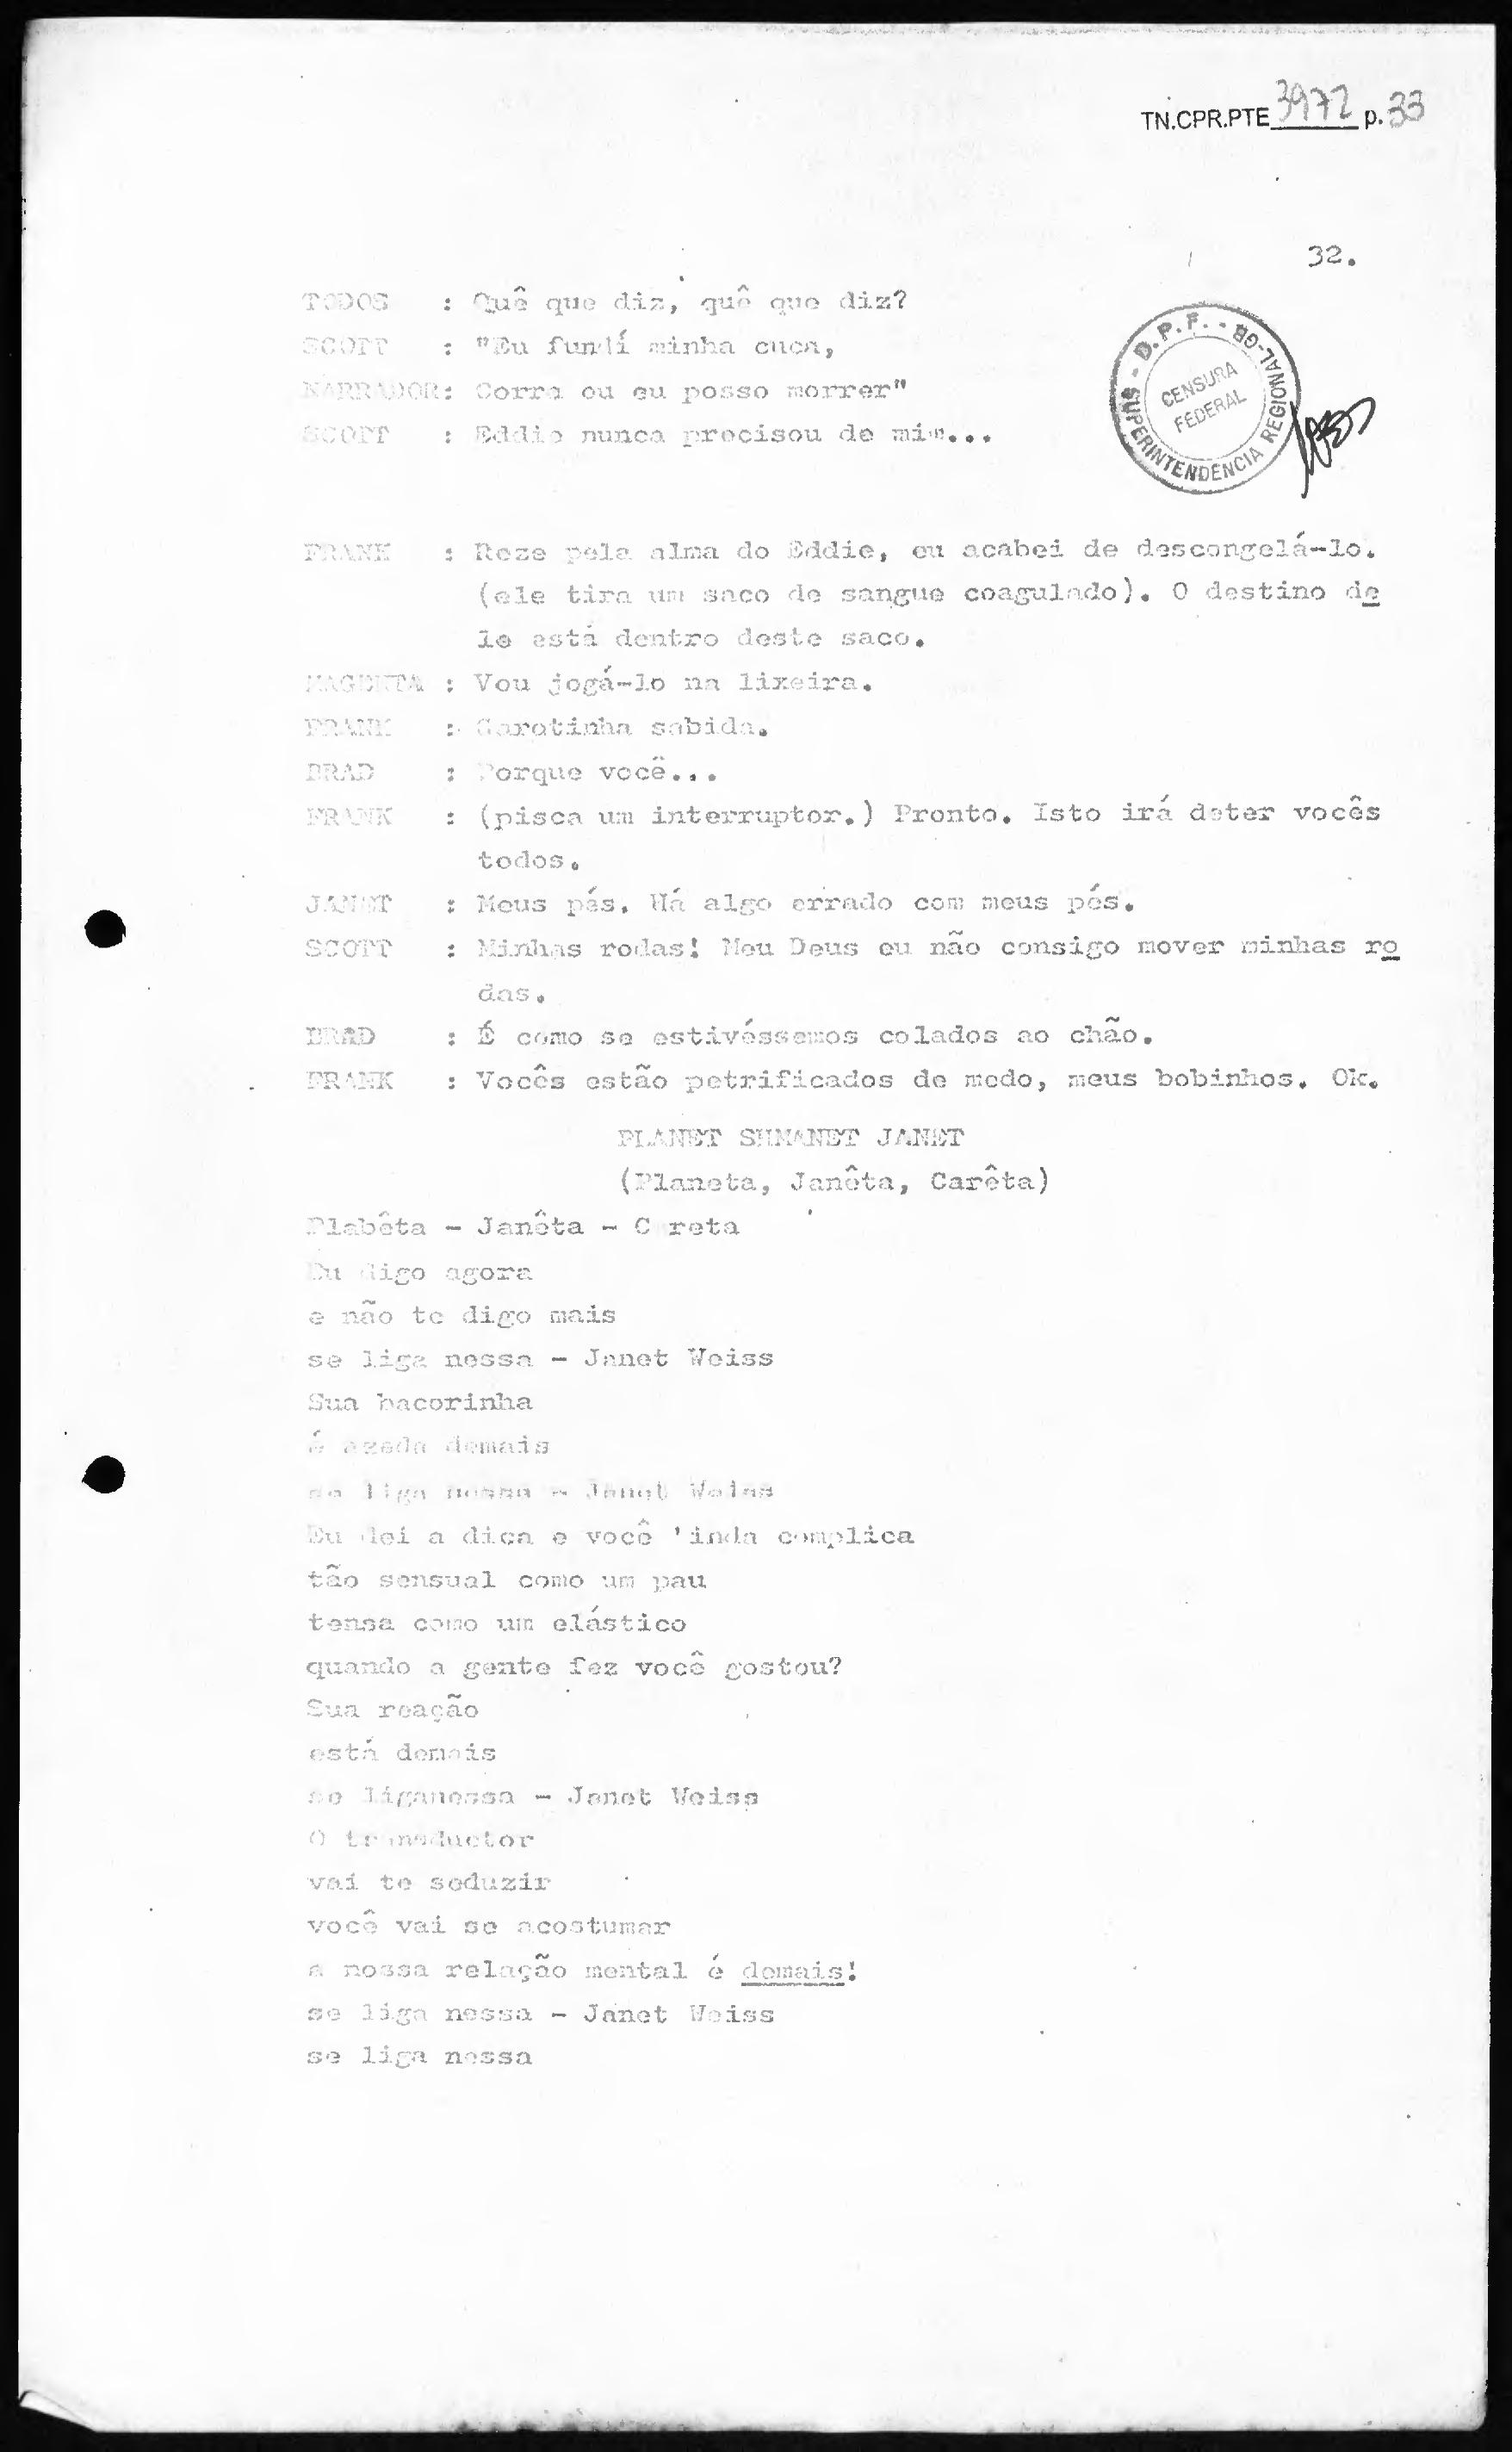 TN.CPR.PTE 3972 p. 33
32.
TODOS : Quê que diz, quê que diz?
SCOTT : "Eu fundí minha cuca,
NARRADOR: Corra ou eu posso morrer"
SCOTT : Eddie nunca precisou de mim...
S - D.P.F. - SUPERINTENDÊNCIA REGIONAL-GB
CENSURA
FEDERAL
FRANK : Reze pela alma do Eddie, eu acabei de descongelá-lo.
(ele tira um saco de sangue coagulado). O destino de
le está dentro deste saco.
MAGENTA : Vou jogá-lo na lixeira.
FRANK : Garotinha sabida.
BRAD : Porque você...
FRANK : (pisca um interruptor.) Pronto. Isto irá deter vocês
todos.
JANET : Meus pés. Há algo errado com meus pés.
SCOTT : Minhas rodas! Meu Deus eu não consigo mover minhas ro
das.
BRAD : É como se estivéssemos colados ao chão.
FRANK : Vocês estão petrificados de medo, meus bobinhos. Ok.
PLANET SHMANET JANET
(Planeta, Janêta, Carêta)
Plabêta - Janêta - C reta
Eu digo agora
e não te digo mais
se liga nessa - Janet Weiss
Sua bacorinha
é azeda demais
se liga nessa - Janet Weiss
Eu dei a dica e você 'inda complica
tão sensual como um pau
tensa como um elástico
quando a gente fez você gostou?
Sua reação
está demais
se liganessa - Janet Weiss
O transductor
vai te seduzir
você vai se acostumar
a nossa relação mental é demais!
se liga nessa - Janet Weiss
se liga nessa